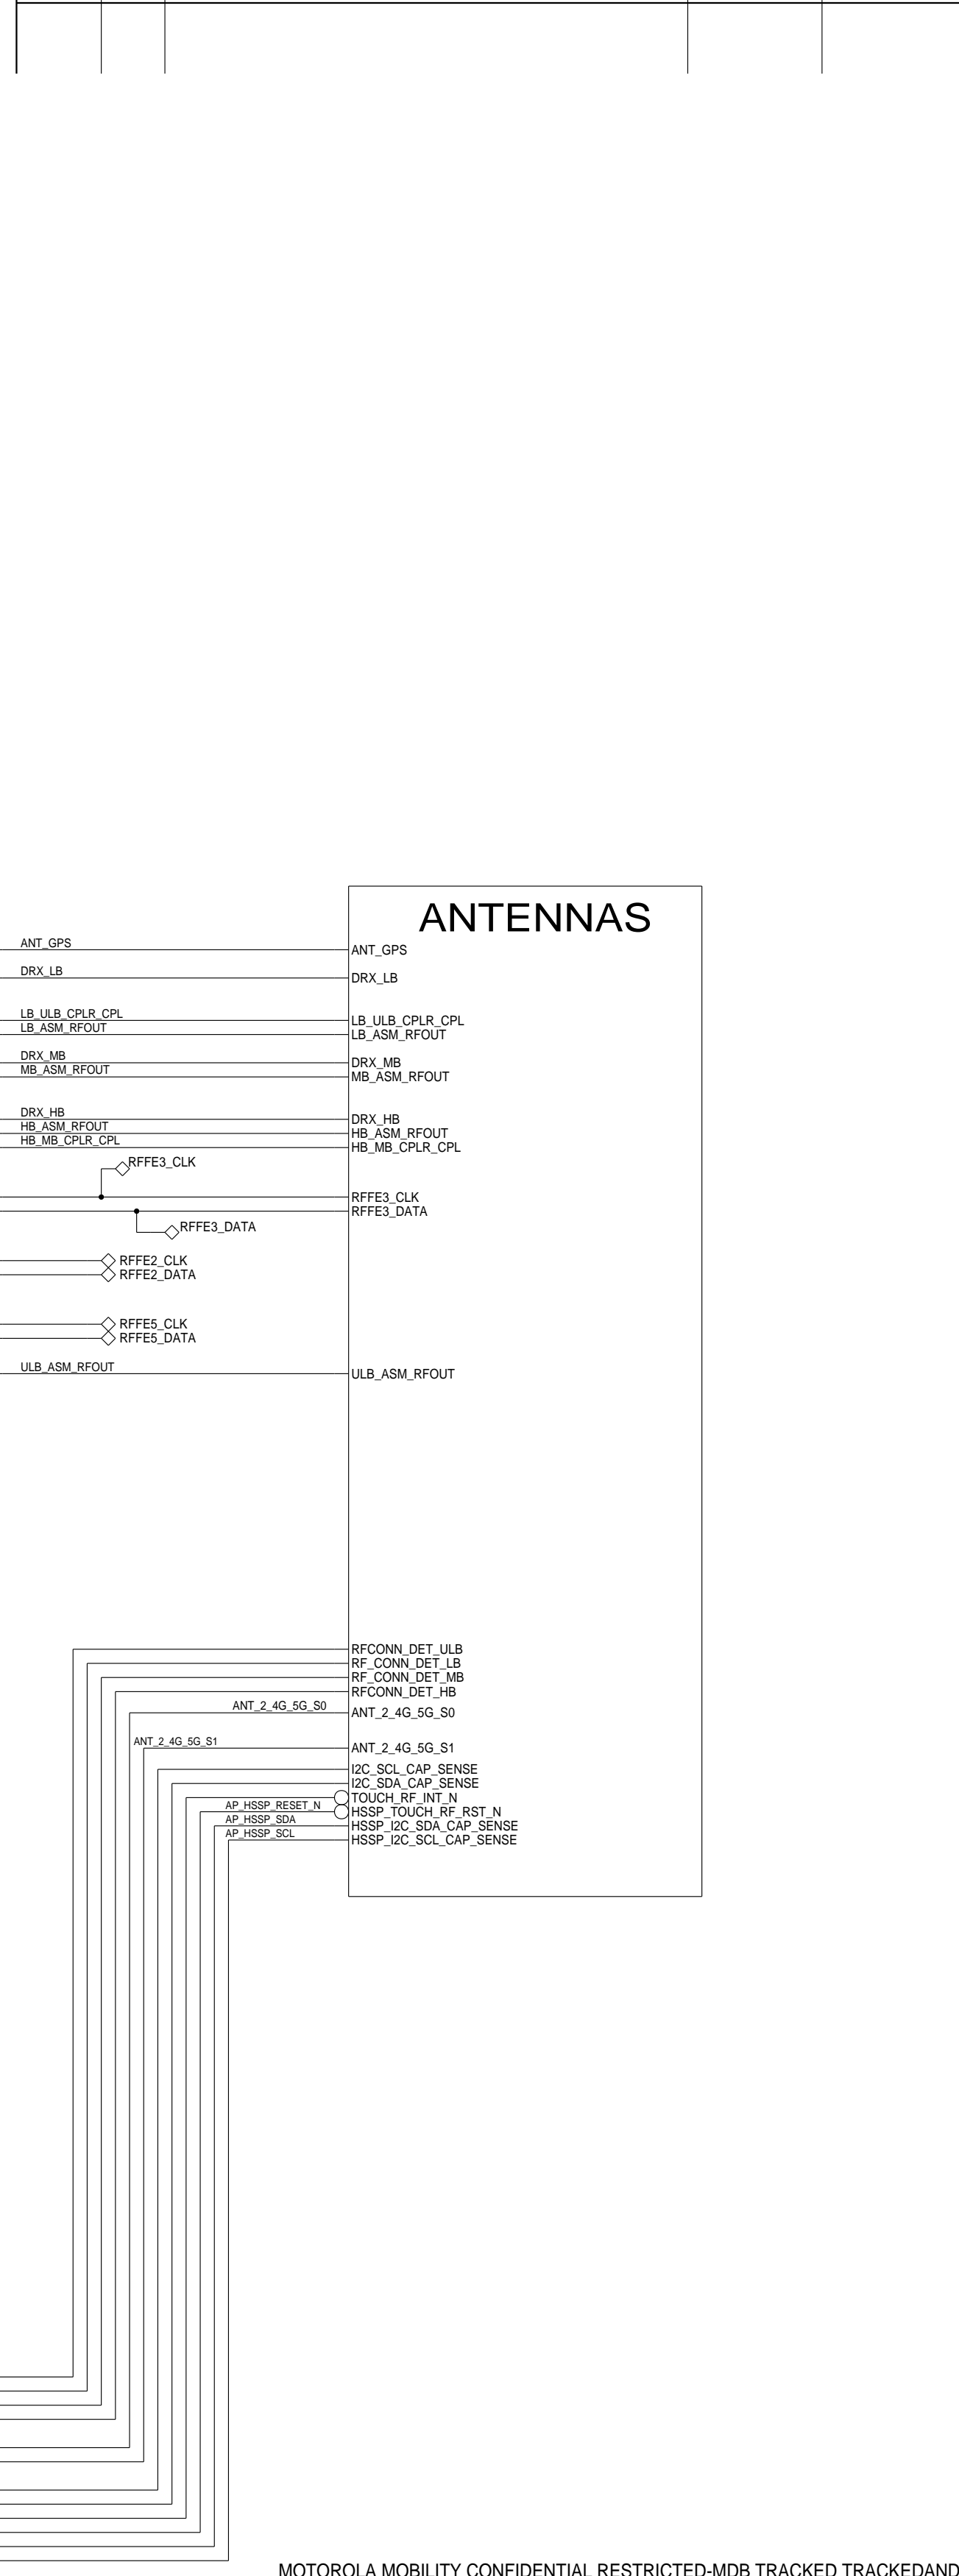 ANTENNAS
ANT_GPS ANT_GPS
DRX_LB DRX_LB
LB_ULB_CPLR_CPL LB_ULB_CPLR_CPL
LB_ASM_RFOUT LB_ASM_RFOUT
DRX_MB DRX_MB
MB_ASM_RFOUT MB_ASM_RFOUT
DRX_HB DRX_HB
HB_ASM_RFOUT HB_ASM_RFOUT
HB_MB_CPLR_CPL HB_MB_CPLR_CPL
RFFE3_CLK
RFFE3_CLK
RFFE3_DATA
RFFE3_DATA
RFFE2_CLK
RFFE2_DATA
RFFE5_CLK
RFFE5_DATA
ULB_ASM_RFOUT ULB_ASM_RFOUT
RFCONN_DET_ULB
RF_CONN_DET_LB
RF_CONN_DET_MB
RFCONN_DET_HB
ANT_2_4G_5G_S0 ANT_2_4G_5G_S0
ANT_2_4G_5G_S1 ANT_2_4G_5G_S1
I2C_SCL_CAP_SENSE
I2C_SDA_CAP_SENSE
TOUCH_RF_INT_N
AP_HSSP_RESET_N HSSP_TOUCH_RF_RST_N
AP_HSSP_SDA HSSP_I2C_SDA_CAP_SENSE
AP_HSSP_SCL HSSP_I2C_SCL_CAP_SENSE
MOTOROLA MOBILITY CONFIDENTIAL RESTRICTED-MDB TRACKED TRACKEDAND